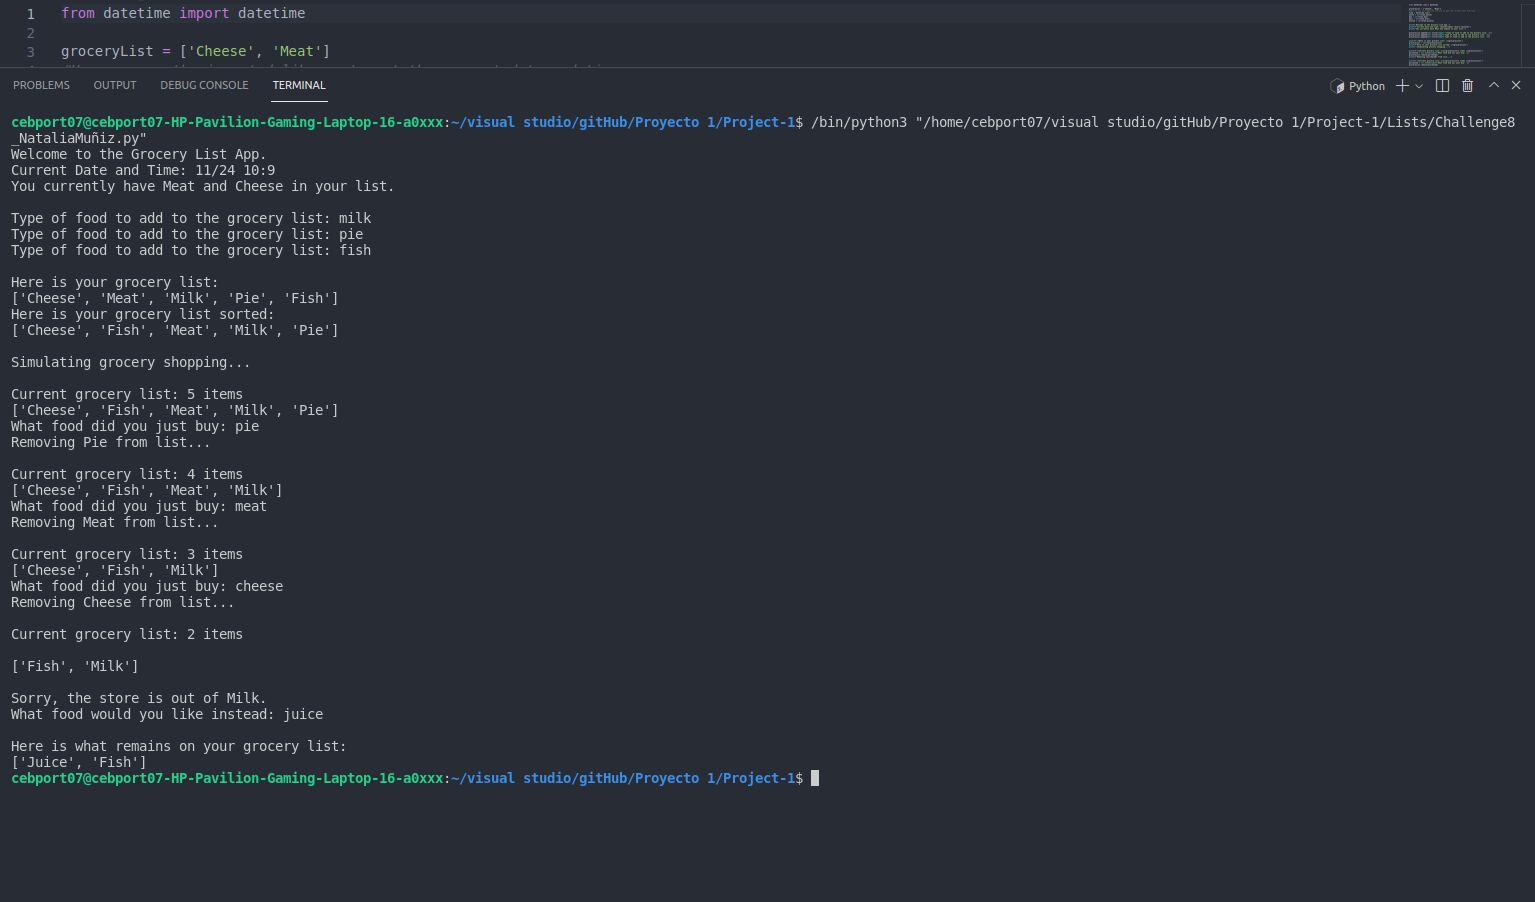 1 from datetime import datetime
2
3 groceryList = ['Cheese', 'Meat']
PROBLEMS OUTPUT DEBUG CONSOLE TERMINAL Python
cebport07@cebport07-HP-Pavilion-Gaming-Laptop-16-a0xxx:~/visual studio/gitHub/Proyecto 1/Project-1$ /bin/python3 "/home/cebport07/visual studio/gitHub/Proyecto 1/Project-1/Lists/Challenge8
_NataliaMuñiz.py"
Welcome to the Grocery List App.
Current Date and Time: 11/24 10:9
You currently have Meat and Cheese in your list.
Type of food to add to the grocery list: milk
Type of food to add to the grocery list: pie
Type of food to add to the grocery list: fish
Here is your grocery list:
['Cheese', 'Meat', 'Milk', 'Pie', 'Fish']
Here is your grocery list sorted:
['Cheese', 'Fish', 'Meat', 'Milk', 'Pie']
Simulating grocery shopping...
Current grocery list: 5 items
['Cheese', 'Fish', 'Meat', 'Milk', 'Pie']
What food did you just buy: pie
Removing Pie from list...
Current grocery list: 4 items
['Cheese', 'Fish', 'Meat', 'Milk']
What food did you just buy: meat
Removing Meat from list...
Current grocery list: 3 items
['Cheese', 'Fish', 'Milk']
What food did you just buy: cheese
Removing Cheese from list...
Current grocery list: 2 items
['Fish', 'Milk']
Sorry, the store is out of Milk.
What food would you like instead: juice
Here is what remains on your grocery list:
['Juice', 'Fish']
cebport07@cebport07-HP-Pavilion-Gaming-Laptop-16-a0xxx:~/visual studio/gitHub/Proyecto 1/Project-1$